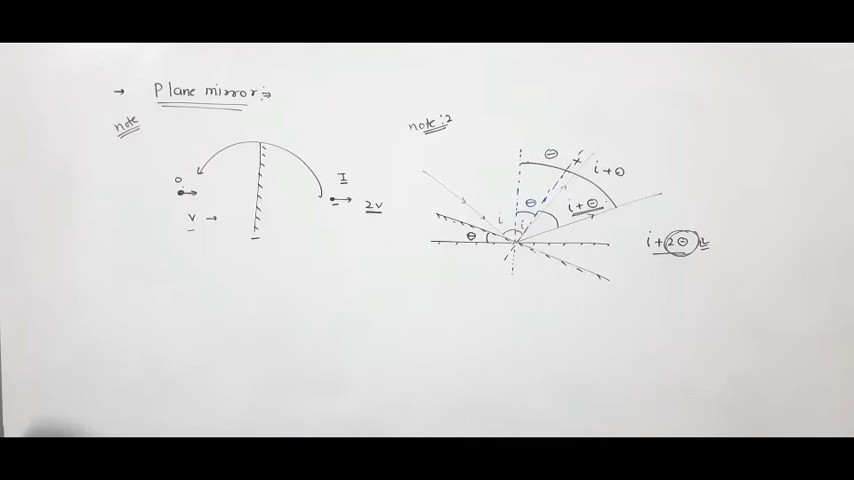 → Plane mirror :⇒
note
O
I
v →
2v
note : 2
θ
i + θ
θ
i + θ
i
i
θ
i + 2θ